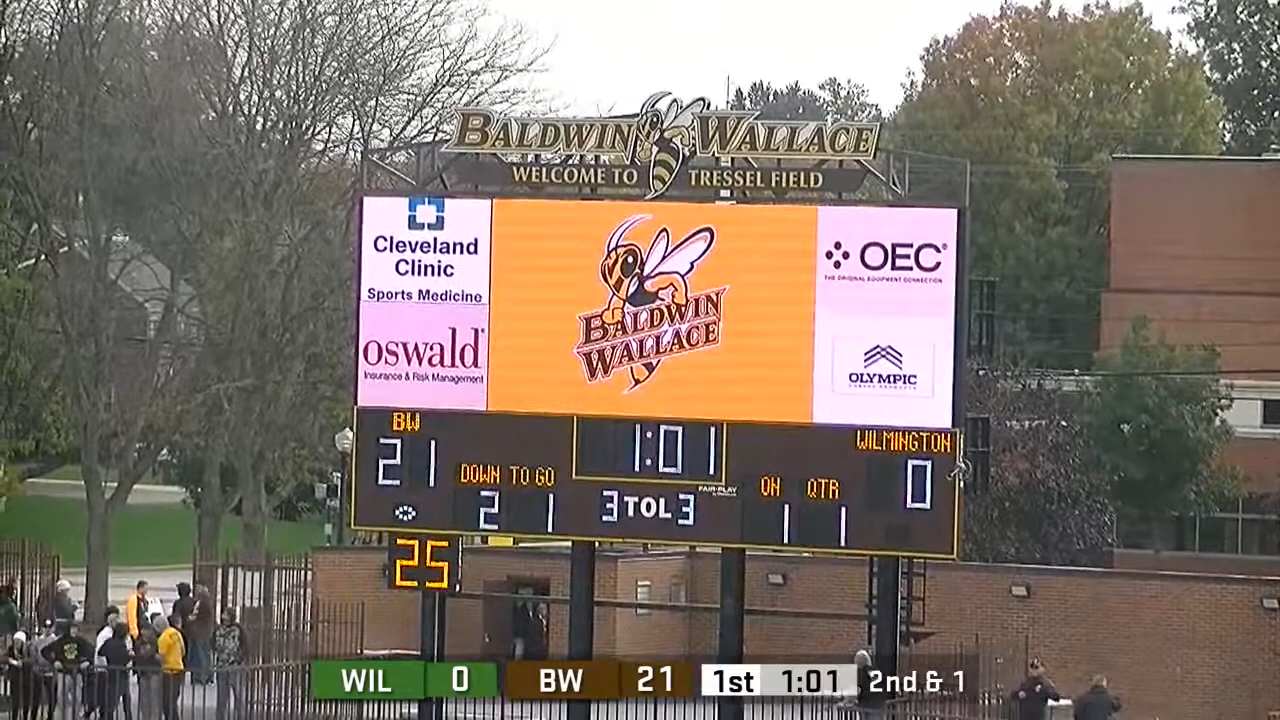 BALDWIN WALLACE
WELCOME TO TRESSEL FIELD
Cleveland
Clinic
Sports Medicine
oswald
Insurance & Risk Management
BALDWIN
WALLACE
OEC
THE ORIGINAL EQUIPMENT CONNECTION
OLYMPIC
BW
21
1:01
WILMINGTON
0
DOWN TO GO
2 1
3 TOL 3
FAIR-PLAY
ON QTR
1 1
25
WIL 0 BW 21 1st 1:01 2nd & 1